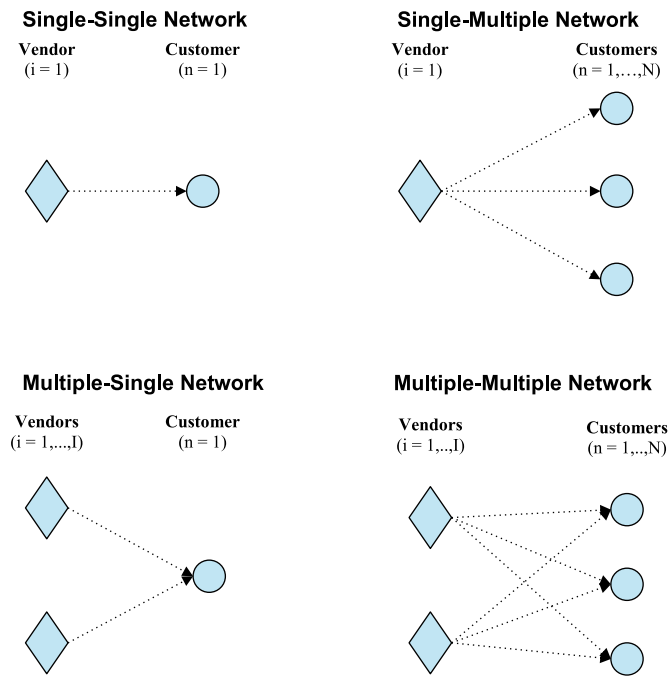 Single-Single Network
Vendor
(i = 1)
Customer
(n = 1)
Single-Multiple Network
Vendor
(i = 1)
Customers
(n = 1,…,N)
Multiple-Single Network
Vendors
(i = 1,...,I)
Customer
(n = 1)
Multiple-Multiple Network
Vendors
(i = 1,..,I)
Customers
(n = 1,..,N)